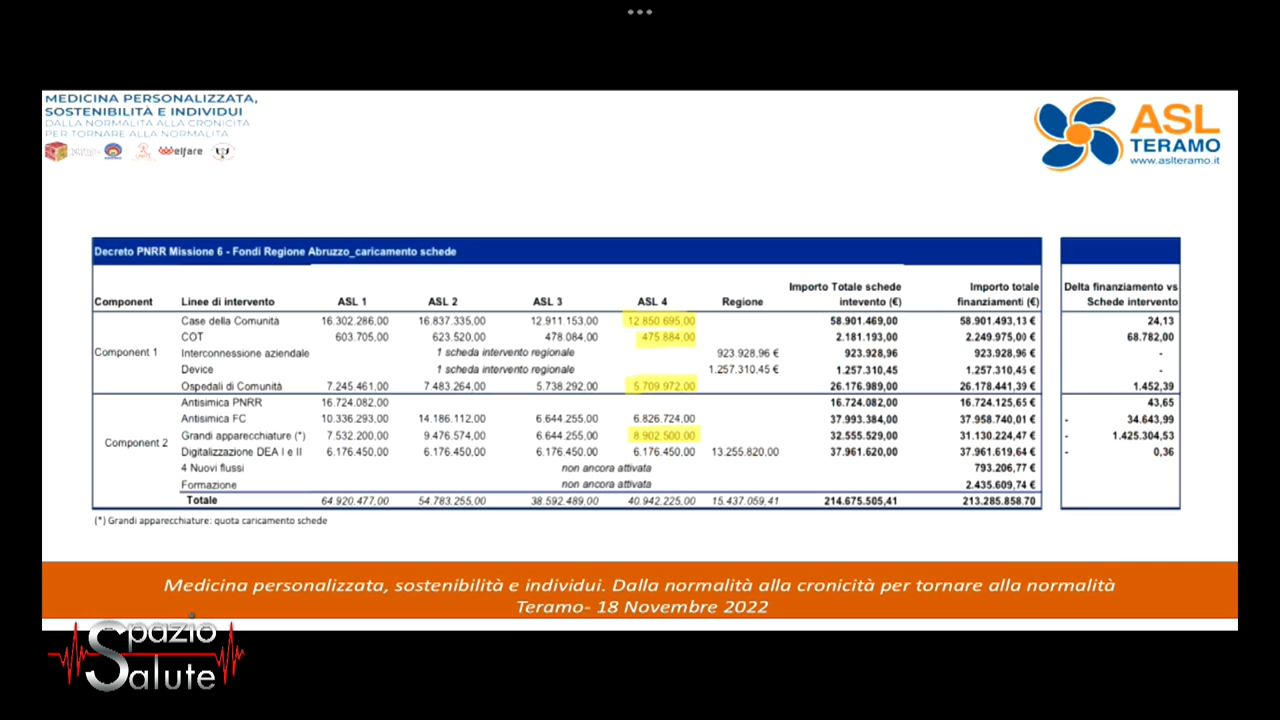 MEDICINA PERSONALIZZATA,
SOSTENIBILITÀ E INDIVIDUI
DALLA NORMALITÀ ALLA CRONICITÀ
PER TORNARE ALLA NORMALITÀ
welfare
ASL
TERAMO
www.aslteramo.it
Decreto PNRR Missione 6 - Fondi Regione Abruzzo_caricamento schede
Importo Totale schede Importo totale Delta finanziamento vs
Component Linee di intervento ASL 1 ASL 2 ASL 3 ASL 4 Regione intevento (€) finanziamenti (€) Schede intervento
Case della Comunità 16.302.286,00 16.837.335,00 12.911.153,00 12.850.695,00 58.901.469,00 58.901.493,13 € 24,13
COT 603.705,00 623.520,00 478.084,00 475.884,00 2.181.193,00 2.249.975,00 € 68.782,00
Component 1 Interconnessione aziendale 1 scheda intervento regionale 923.928,96 € 923.928,96 923.928,96 € -
Device 1 scheda intervento regionale 1.257.310,45 € 1.257.310,45 1.257.310,45 € -
Ospedali di Comunità 7.245.461,00 7.483.264,00 5.738.292,00 5.709.972,00 26.176.989,00 26.178.441,39 € 1.452,39
Antisimica PNRR 16.724.082,00 16.724.082,00 16.724.125,65 € 43,65
Antisimica FC 10.336.293,00 14.186.112,00 6.644.255,00 6.826.724,00 37.993.384,00 37.958.740,01 € - 34.643,99
Component 2 Grandi apparecchiature (*) 7.532.200,00 9.476.574,00 6.644.255,00 8.902.500,00 32.555.529,00 31.130.224,47 € - 1.425.304,53
Digitalizzazione DEA I e II 6.176.450,00 6.176.450,00 6.176.450,00 6.176.450,00 13.255.820,00 37.961.620,00 37.961.619,64 € - 0,36
4 Nuovi flussi non ancora attivata 793.206,77 €
Formazione non ancora attivata 2.435.609,74 €
Totale 64.920.477,00 54.783.255,00 38.592.489,00 40.942.225,00 15.437.059,41 214.675.505,41 213.285.858,70
(*) Grandi apparecchiature: quota caricamento schede
Medicina personalizzata, sostenibilità e individui. Dalla normalità alla cronicità per tornare alla normalità
Teramo- 18 Novembre 2022
Spazio
Salute